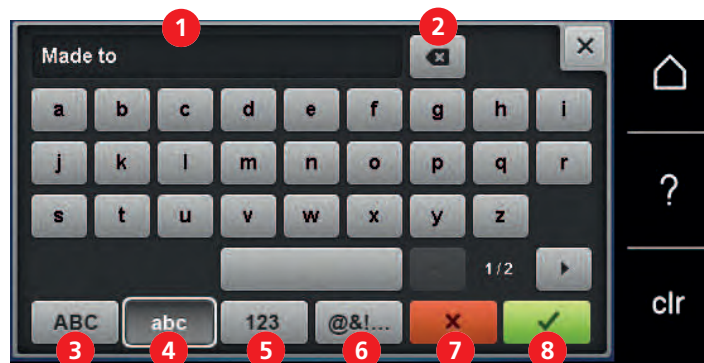 1 2
Made to
a b c d e f g h i
j k l m n o p q r
s t u v w x y z
?
1/2
clr
ABC abc 123 @&!...
3 4 5 6 7 8